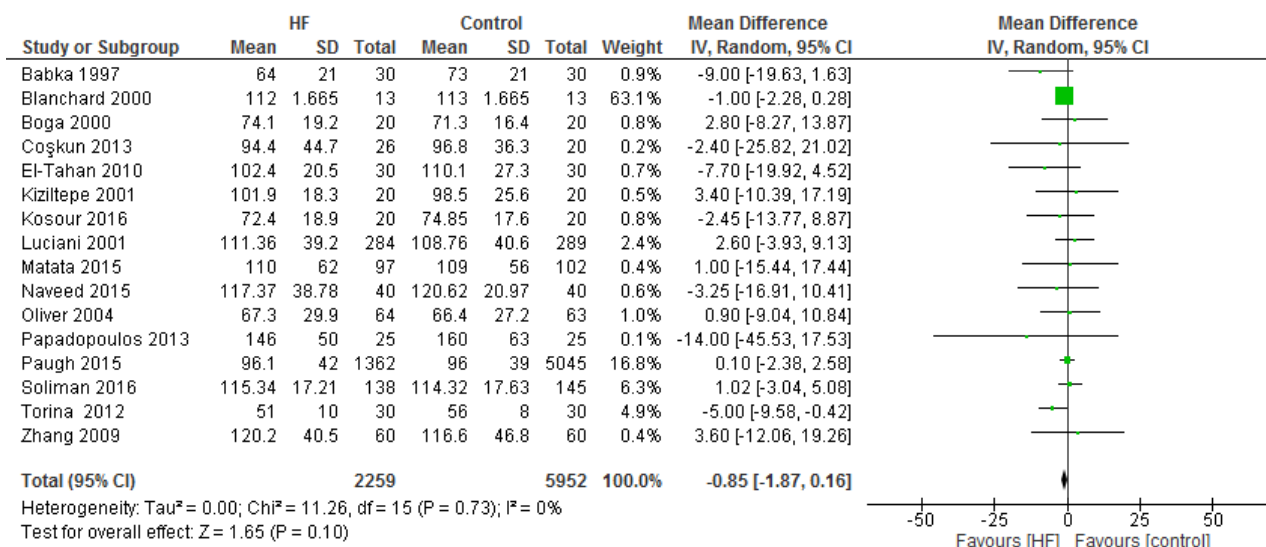 HF Control Mean Difference Mean Difference
Study or Subgroup Mean SD Total Mean SD Total Weight IV, Random, 95% CI IV, Random, 95% CI
Babka 1997 64 21 30 73 21 30 0.9% -9.00 [-19.63, 1.63]
Blanchard 2000 112 1.665 13 113 1.665 13 63.1% -1.00 [-2.28, 0.28]
Boga 2000 74.1 19.2 20 71.3 16.4 20 0.8% 2.80 [-8.27, 13.87]
Coşkun 2013 94.4 44.7 26 96.8 36.3 20 0.2% -2.40 [-25.82, 21.02]
El-Tahan 2010 102.4 20.5 30 110.1 27.3 30 0.7% -7.70 [-19.92, 4.52]
Kiziltepe 2001 101.9 18.3 20 98.5 25.6 20 0.5% 3.40 [-10.39, 17.19]
Kosour 2016 72.4 18.9 20 74.85 17.6 20 0.8% -2.45 [-13.77, 8.87]
Luciani 2001 111.36 39.2 284 108.76 40.6 289 2.4% 2.60 [-3.93, 9.13]
Matata 2015 110 62 97 109 56 102 0.4% 1.00 [-15.44, 17.44]
Naveed 2015 117.37 38.78 40 120.62 20.97 40 0.6% -3.25 [-16.91, 10.41]
Oliver 2004 67.3 29.9 64 66.4 27.2 63 1.0% 0.90 [-9.04, 10.84]
Papadopoulos 2013 146 50 25 160 63 25 0.1% -14.00 [-45.53, 17.53]
Paugh 2015 96.1 42 1362 96 39 5045 16.8% 0.10 [-2.38, 2.58]
Soliman 2016 115.34 17.21 138 114.32 17.63 145 6.3% 1.02 [-3.04, 5.08]
Torina 2012 51 10 30 56 8 30 4.9% -5.00 [-9.58, -0.42]
Zhang 2009 120.2 40.5 60 116.6 46.8 60 0.4% 3.60 [-12.06, 19.26]
Total (95% CI) 2259 5952 100.0% -0.85 [-1.87, 0.16]
Heterogeneity: Tau² = 0.00; Chi² = 11.26, df = 15 (P = 0.73); I² = 0%
Test for overall effect: Z = 1.65 (P = 0.10)
-50 -25 0 25 50
Favours [HF] Favours [control]